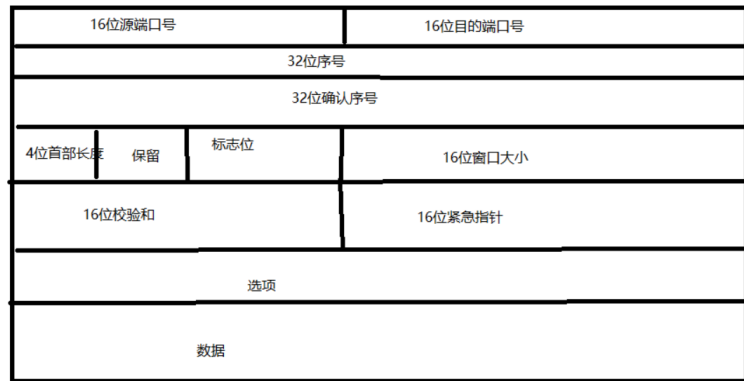 16位源端口号
16位目的端口号
32位序号
32位确认序号
4位首部长度
保留
标志位
16位窗口大小
16位校验和
16位紧急指针
选项
数据